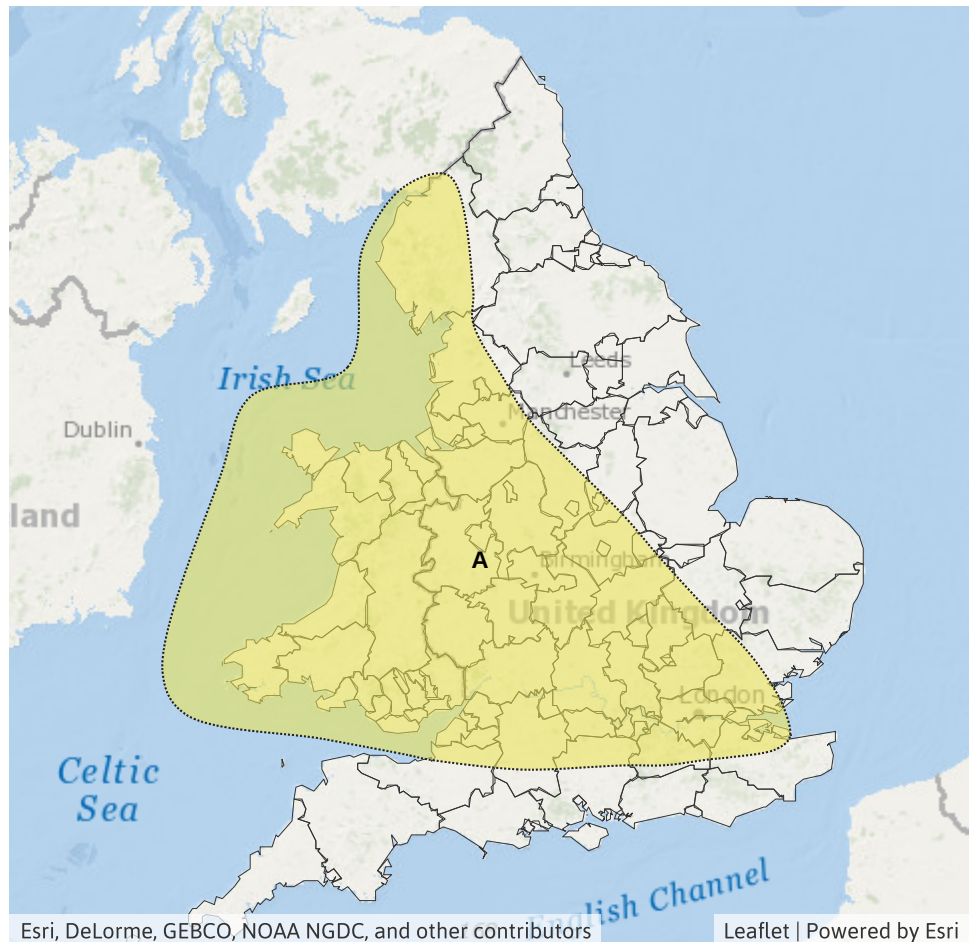 Leeds
Irish Sea
Manchester
Dublin
land
A
Birmingham
United Kingdom
London
Celtic
Sea
English Channel
Esri, DeLorme, GEBCO, NOAA NGDC, and other contributors
Leaflet | Powered by Esri